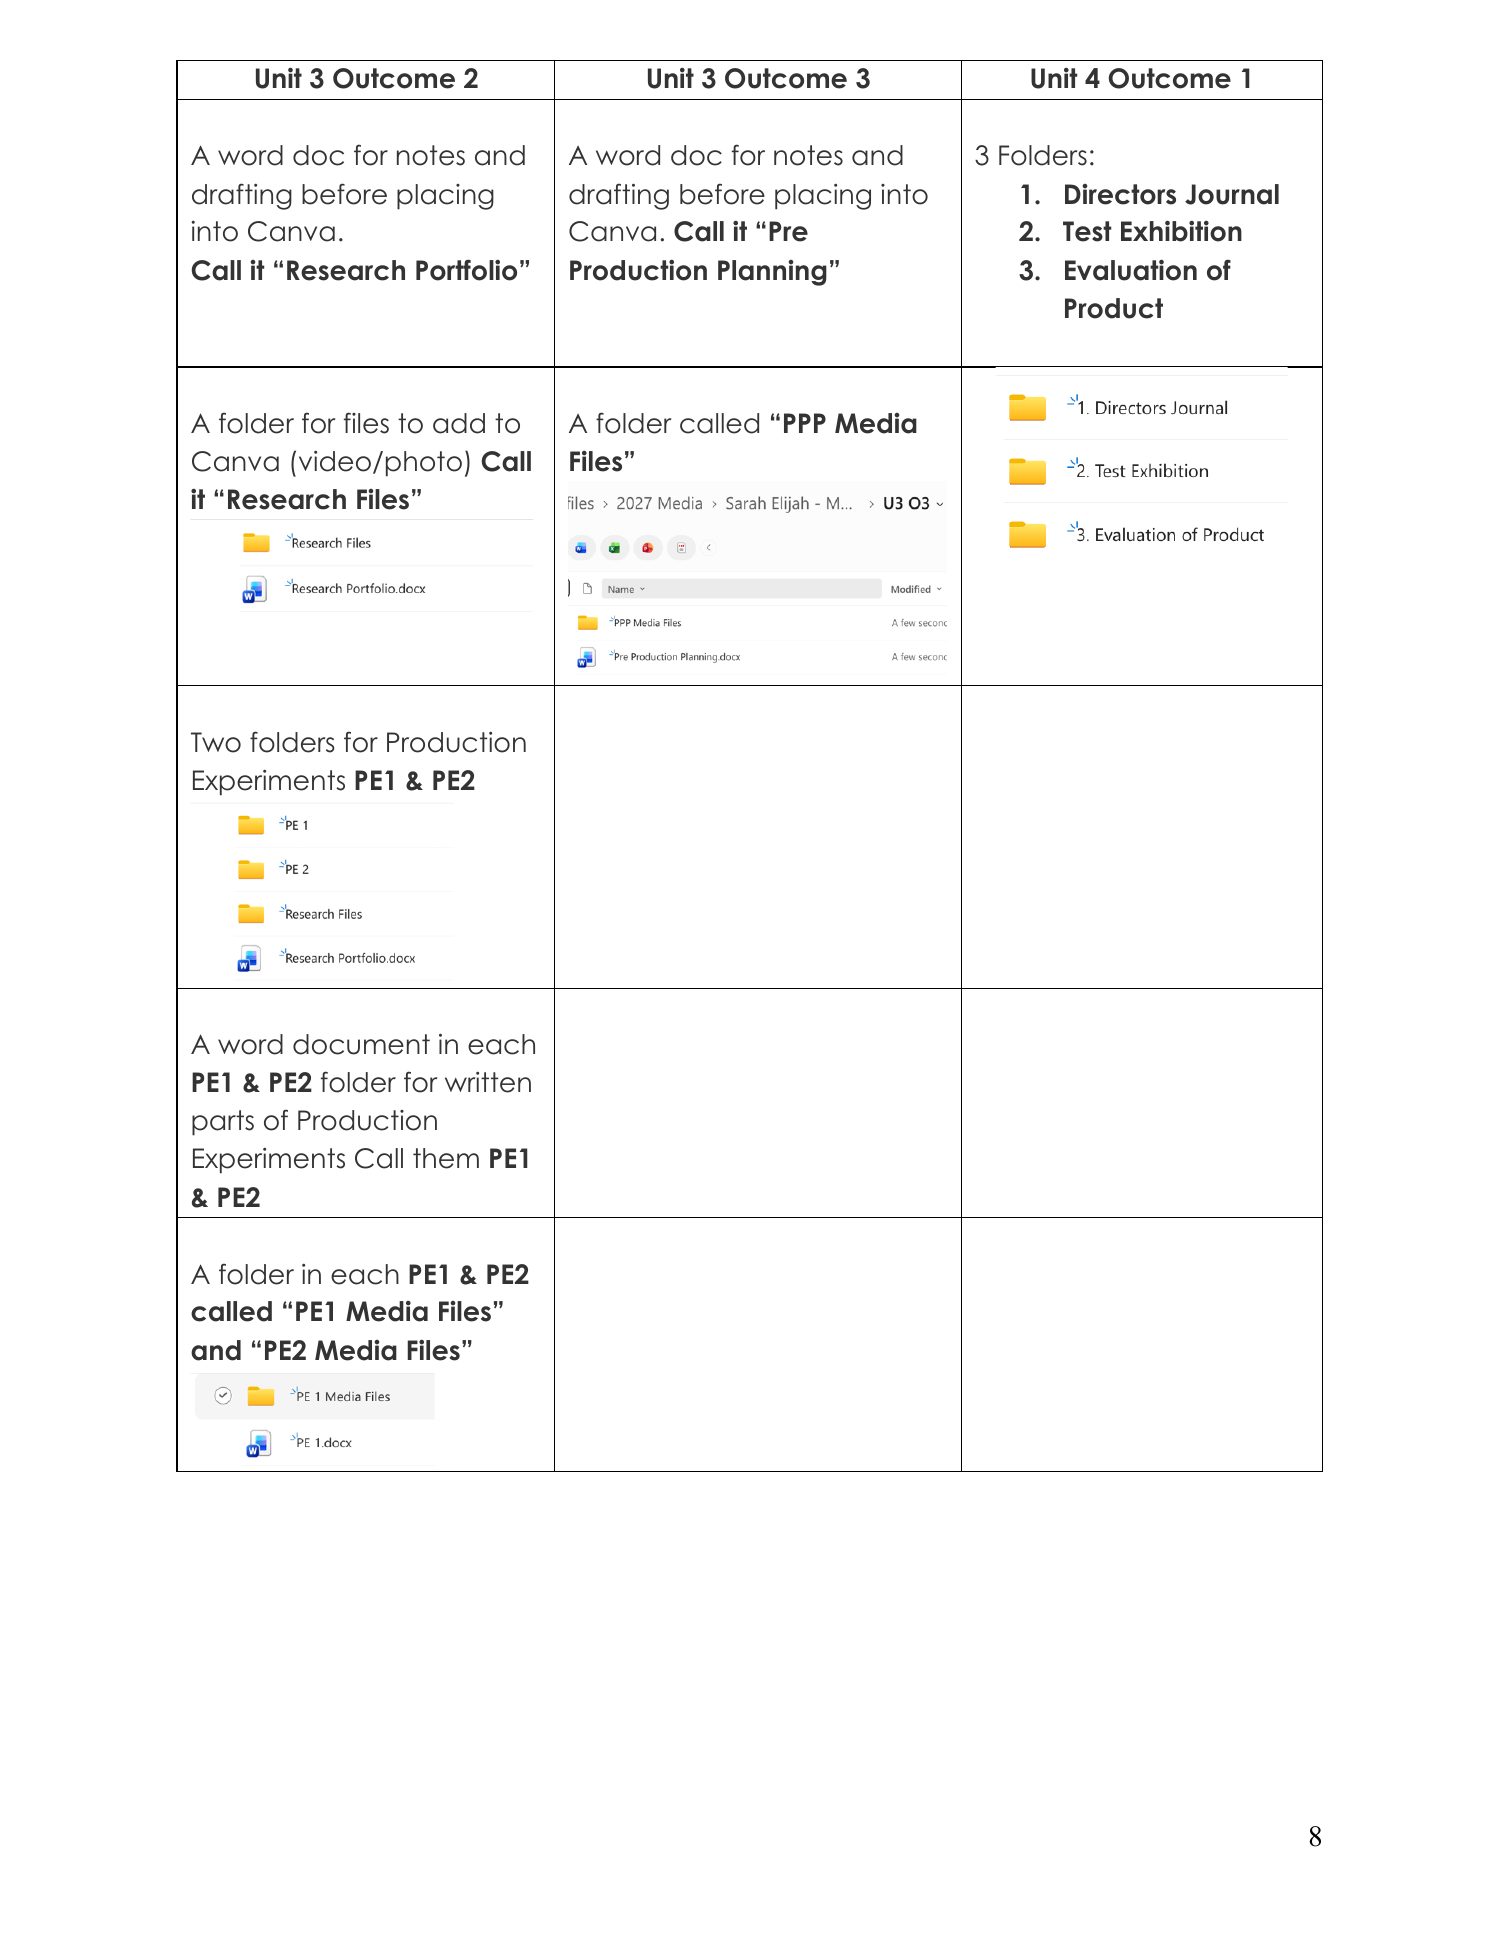 Unit 3 Outcome 2
Unit 3 Outcome 3
Unit 4 Outcome 1
A word doc for notes and
drafting before placing
into Canva.
Call it “Research Portfolio”
A word doc for notes and
drafting before placing into
Canva. Call it “Pre
Production Planning”
3 Folders:
1. Directors Journal
2. Test Exhibition
3. Evaluation of
Product
A folder for files to add to
Canva (video/photo) Call
it “Research Files”
Research Files
Research Portfolio.docx
A folder called “PPP Media
Files”
files > 2027 Media > Sarah Elijah - M... > U3 O3
Name
Modified
PPP Media Files
A few second
Pre Production Planning.docx
A few second
1. Directors Journal
2. Test Exhibition
3. Evaluation of Product
Two folders for Production
Experiments PE1 & PE2
PE 1
PE 2
Research Files
Research Portfolio.docx
A word document in each
PE1 & PE2 folder for written
parts of Production
Experiments Call them PE1
& PE2
A folder in each PE1 & PE2
called “PE1 Media Files”
and “PE2 Media Files”
PE 1 Media Files
PE 1.docx
8